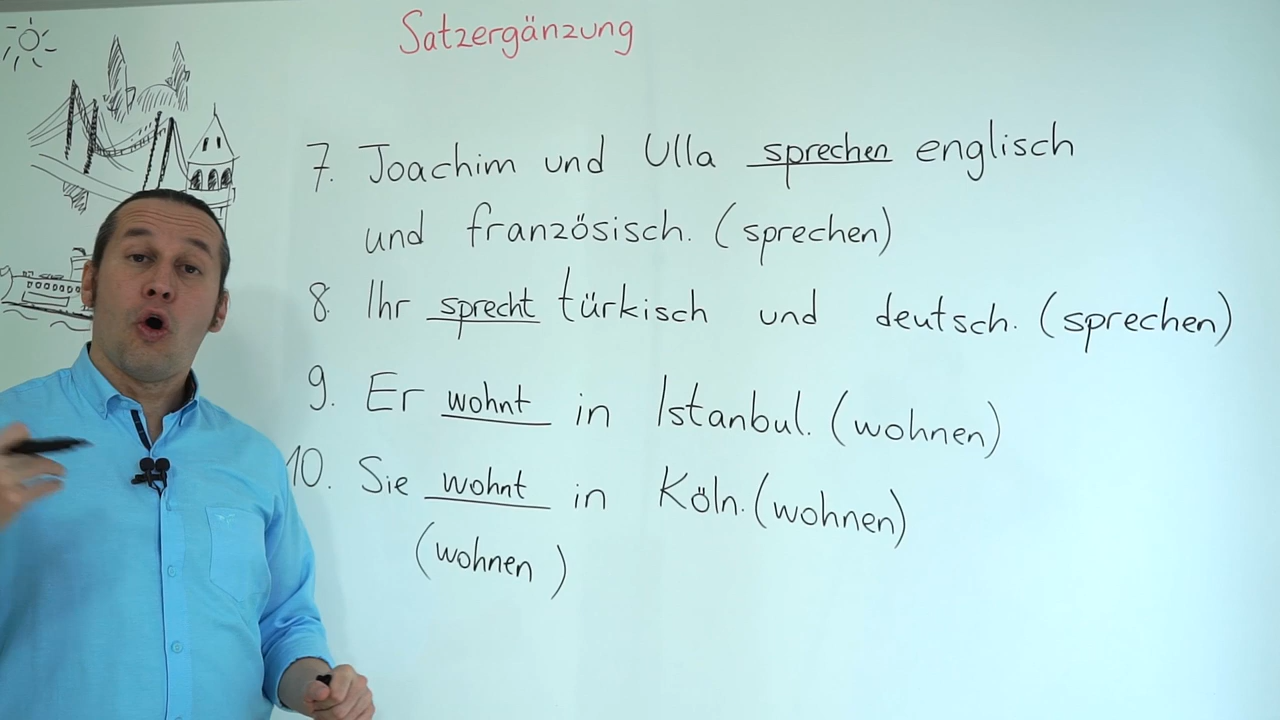 Satzergänzung
7. Joachim und Ulla sprechen englisch
und französisch. (sprechen)
8. Ihr sprecht türkisch und deutsch. (sprechen)
9. Er wohnt in Istanbul. (wohnen)
10. Sie wohnt in Köln. (wohnen)
(wohnen)